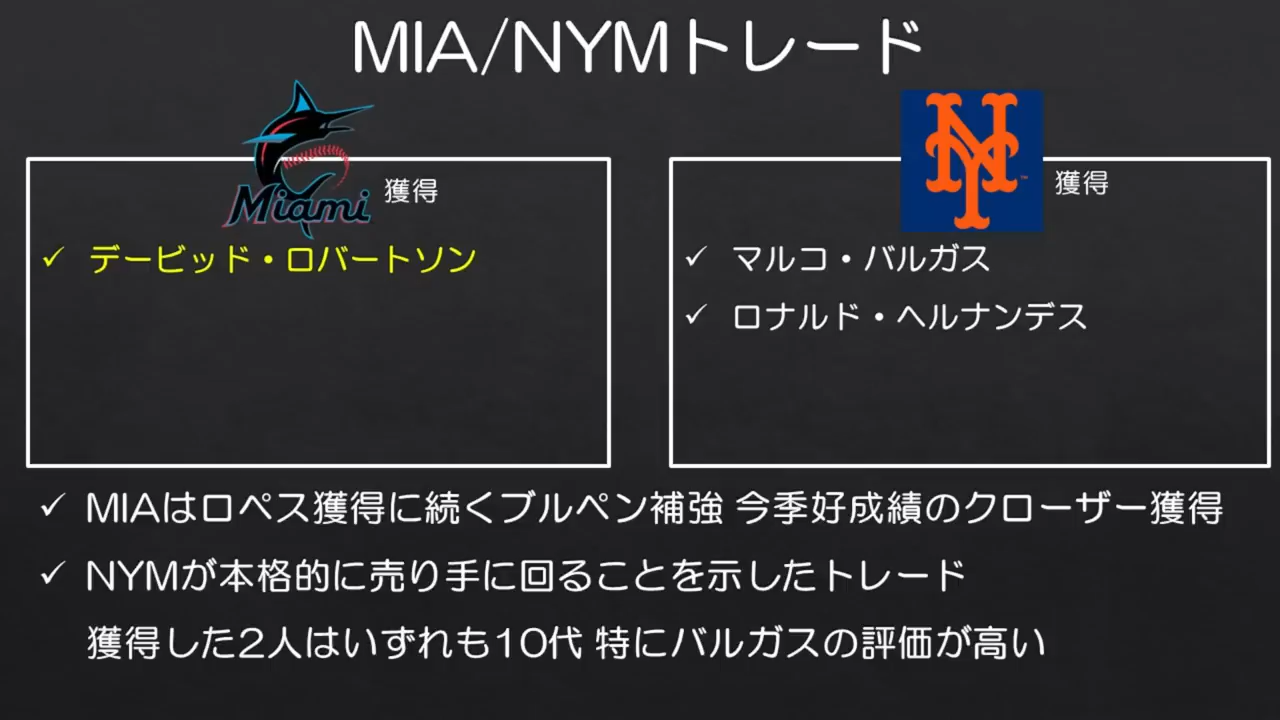 MIA/NYMトレード
Miami
獲得
NY
獲得
✓ デービッド・ロバートソン
✓ マルコ・バルガス
✓ ロナルド・ヘルナンデス
✓ MIAはロペス獲得に続くブルペン補強 今季好成績のクローザー獲得
✓ NYMが本格的に売り手に回ることを示したトレード
獲得した2人はいずれも10代 特にバルガスの評価が高い